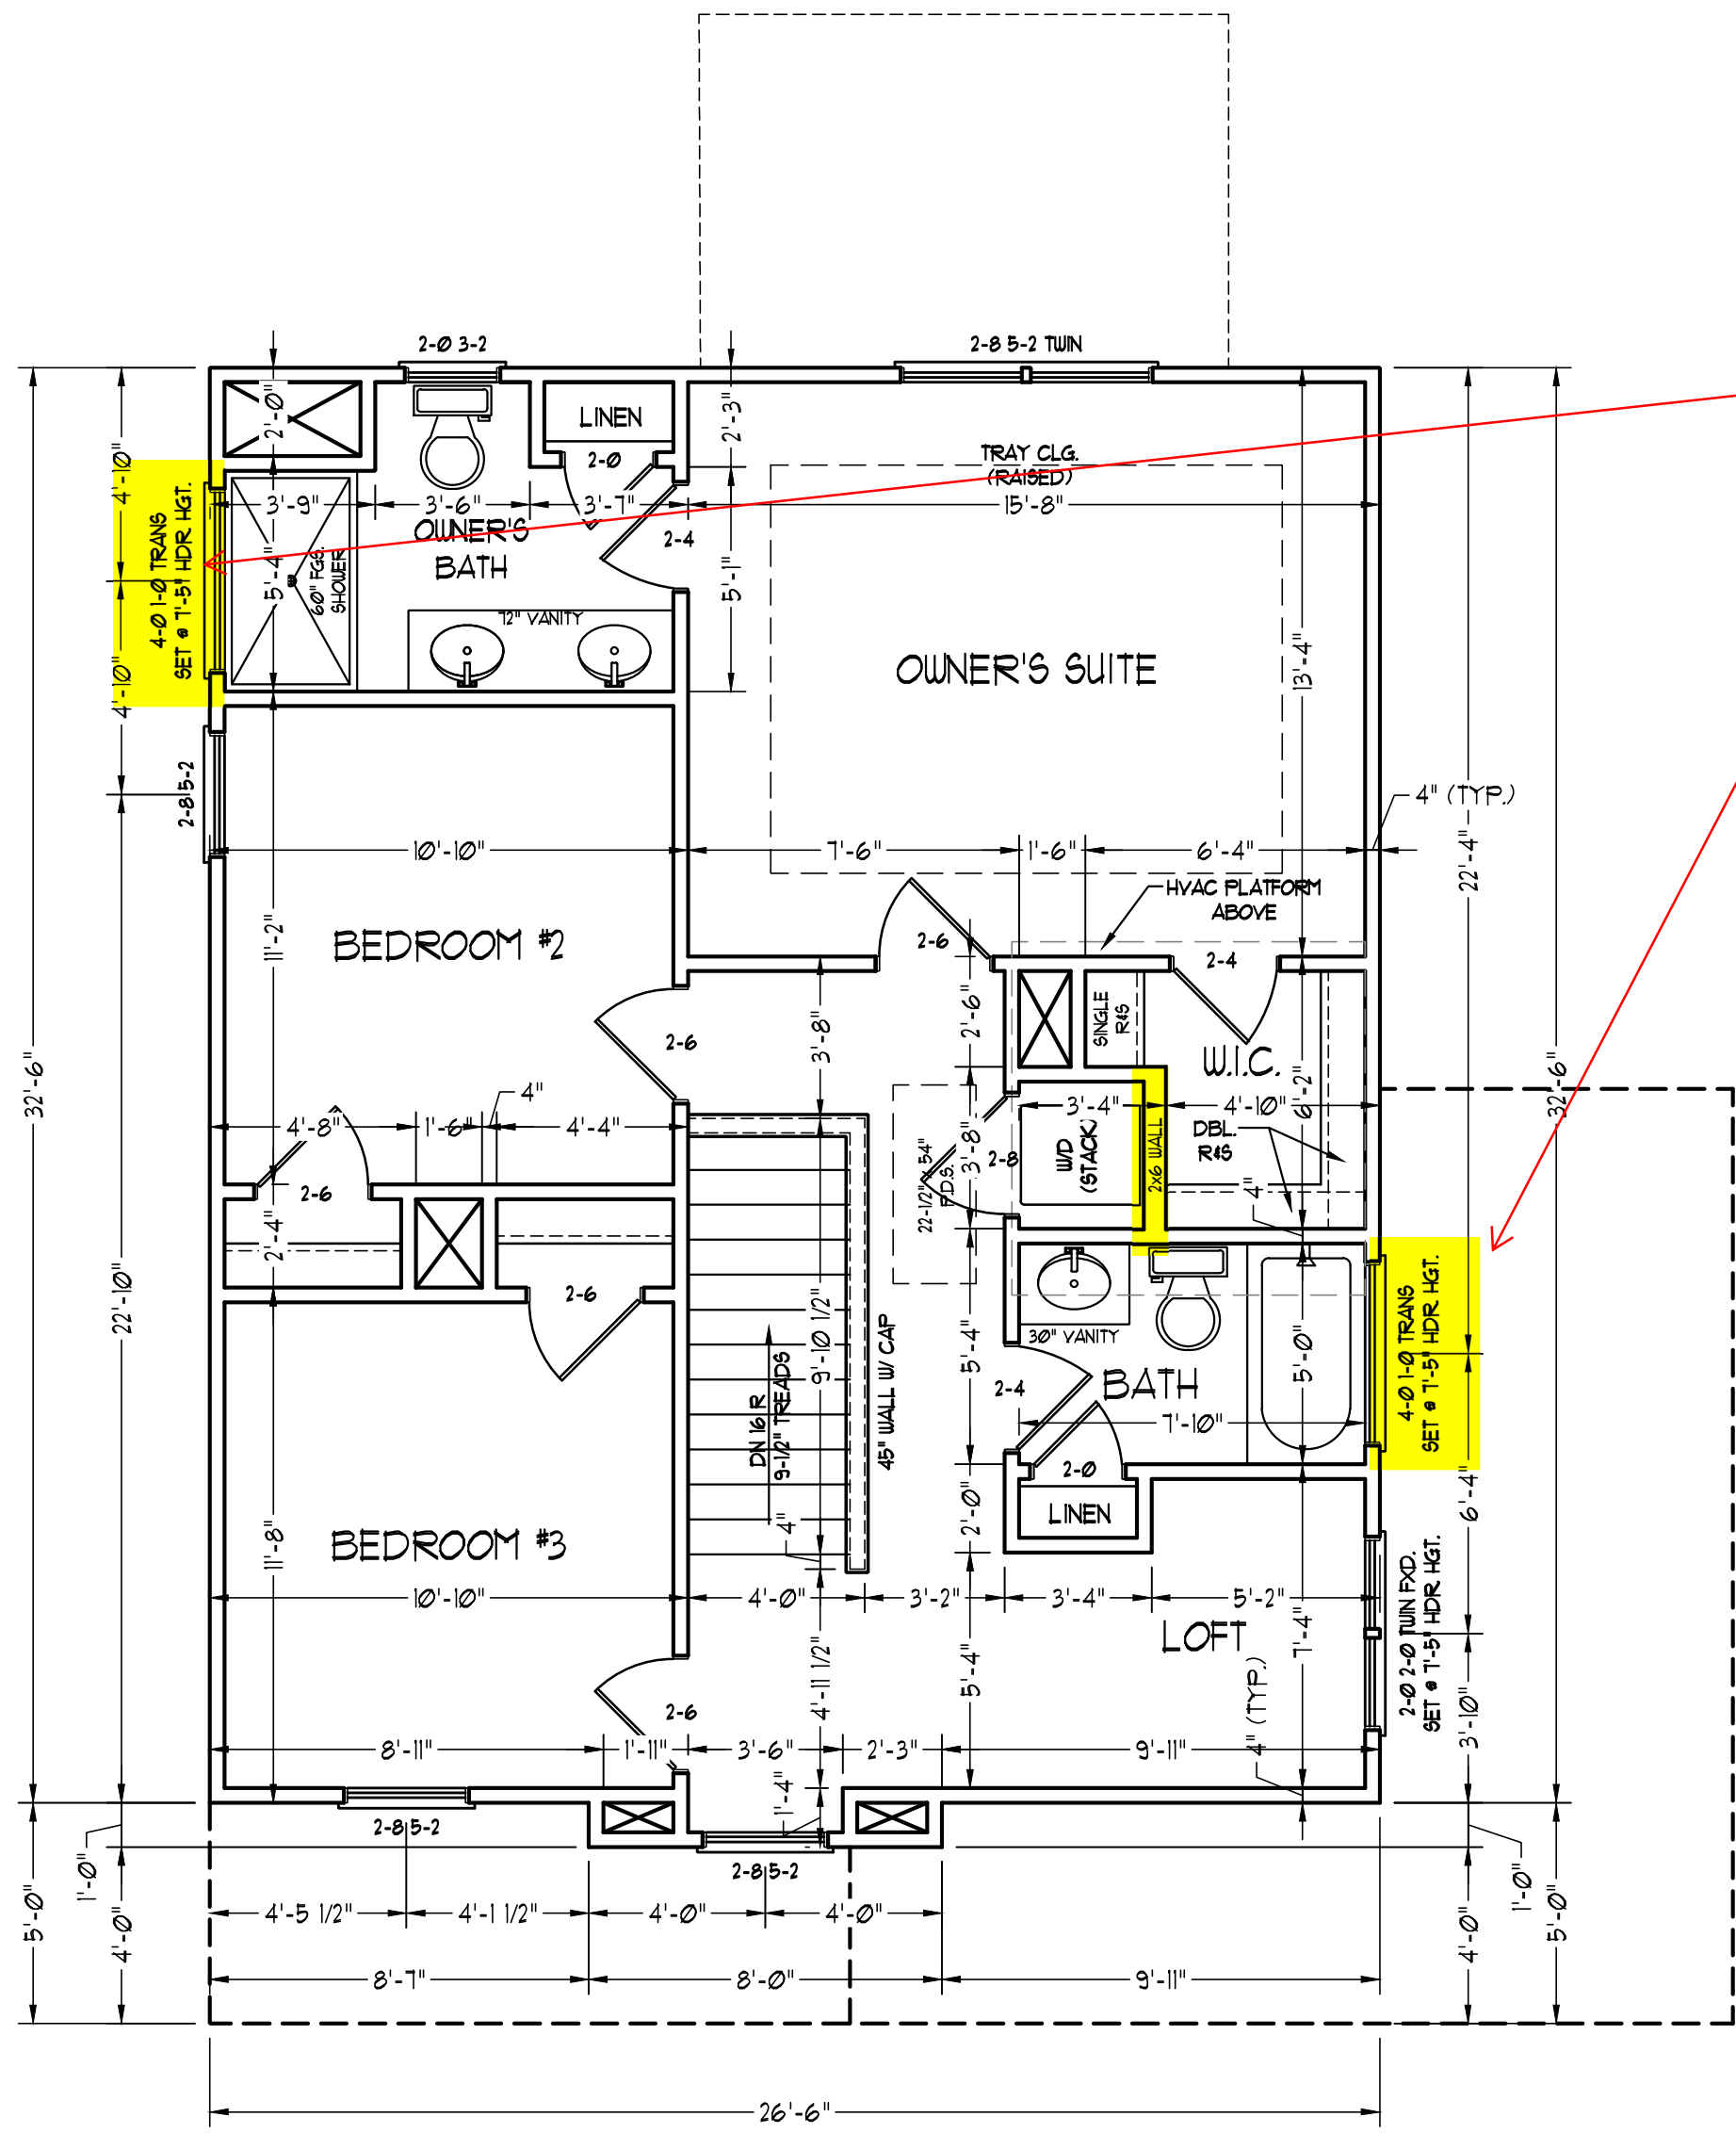 2-0 3-2
2-8 5-2 TWIN
2'-0"
LINEN
2-0
2'-3"
TRAY CLG.
(RAISED)
4'-10"
3'-9"
3'-6"
3'-7"
15'-8"
4-0 1-0 TRANS
SET @ 7'-5" HDR HGT.
5'-4"
60" FGS.
SHOWER
OWNER'S
BATH
2-4
5'-1"
72" VANITY
4'-10"
OWNER'S SUITE
13'-4"
2-8 5-2
4" (TYP.)
22'-4"
10'-10"
7'-6"
1'-6"
6'-4"
HVAC PLATFORM
ABOVE
BEDROOM #2
11'-2"
2-6
2-4
2'-6"
SINGLE
R&S
3'-8"
2-6
W.I.C.
32'-6"
32'-6"
6'-2"
4"
4'-8"
1'-6"
4'-4"
3'-4"
4'-10"
DBL.
R&S
3'-8"
2-8
W/D
(STACK)
2x6 WALL
22-1/2" x 54"
F.D.S.
2-6
4"
2'-4"
22'-10"
2-6
9'-10 1/2"
30" VANITY
5'-4"
5'-0"
4-0 1-0 TRANS
SET @ 7'-5" HDR HGT.
DN 16 R
9-1/2" TREADS
45" WALL W/ CAP
2-4
BATH
7'-10"
2-0
LINEN
2'-0"
4"
6'-4"
BEDROOM #3
11'-8"
10'-10"
4'-0"
3'-2"
3'-4"
5'-2"
LOFT
7'-4"
2-0 2-0 TWIN FXD.
SET @ 7'-5" HDR HGT.
4'-11 1/2"
5'-4"
4" (TYP.)
2-6
3'-10"
8'-11"
1'-11"
3'-6"
2'-3"
9'-11"
1'-4"
2-8 5-2
2-8 5-2
1'-0"
1'-0"
5'-0"
4'-0"
4'-5 1/2"
4'-1 1/2"
4'-0"
4'-0"
4'-0"
5'-0"
8'-7"
8'-0"
9'-11"
26'-6"